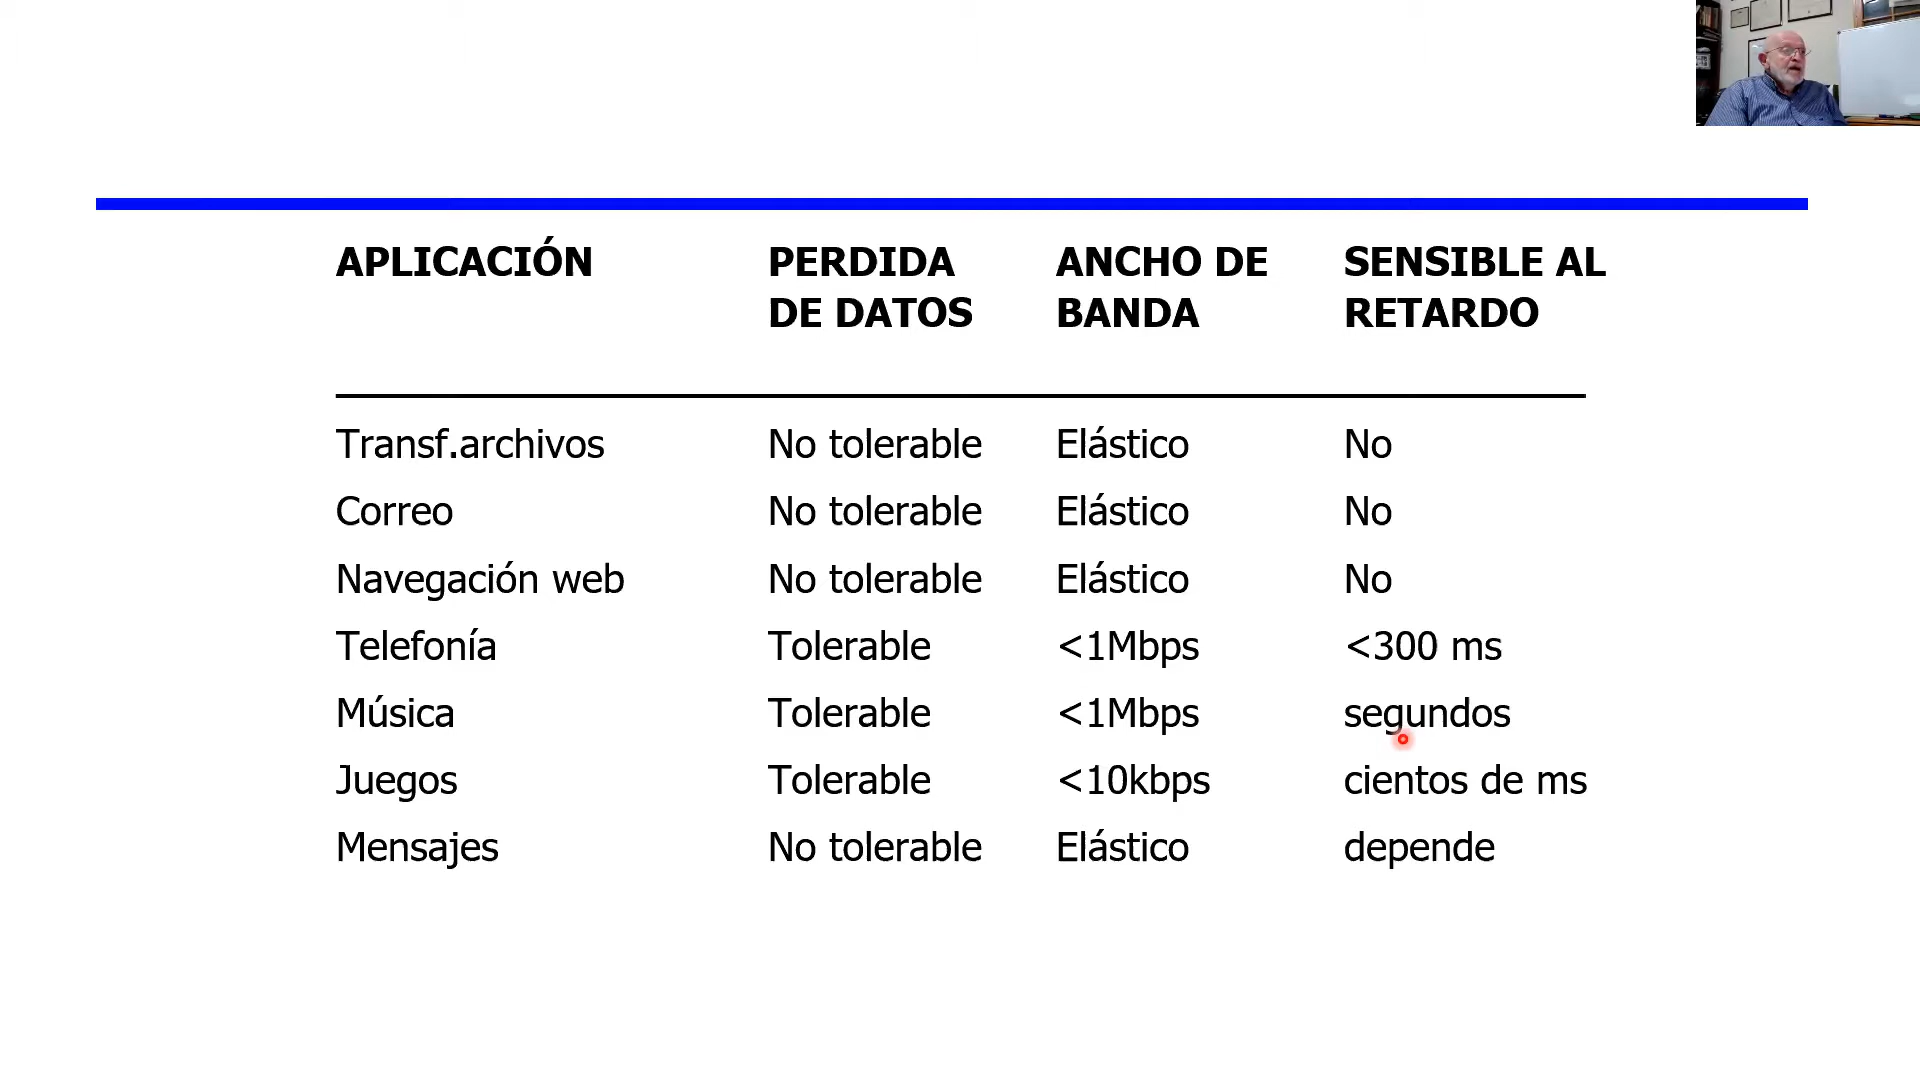 APLICACIÓN PERDIDA DE DATOS ANCHO DE BANDA SENSIBLE AL RETARDO
Transf.archivos No tolerable Elástico No
Correo No tolerable Elástico No
Navegación web No tolerable Elástico No
Telefonía Tolerable <1Mbps <300 ms
Música Tolerable <1Mbps segundos
Juegos Tolerable <10kbps cientos de ms
Mensajes No tolerable Elástico depende